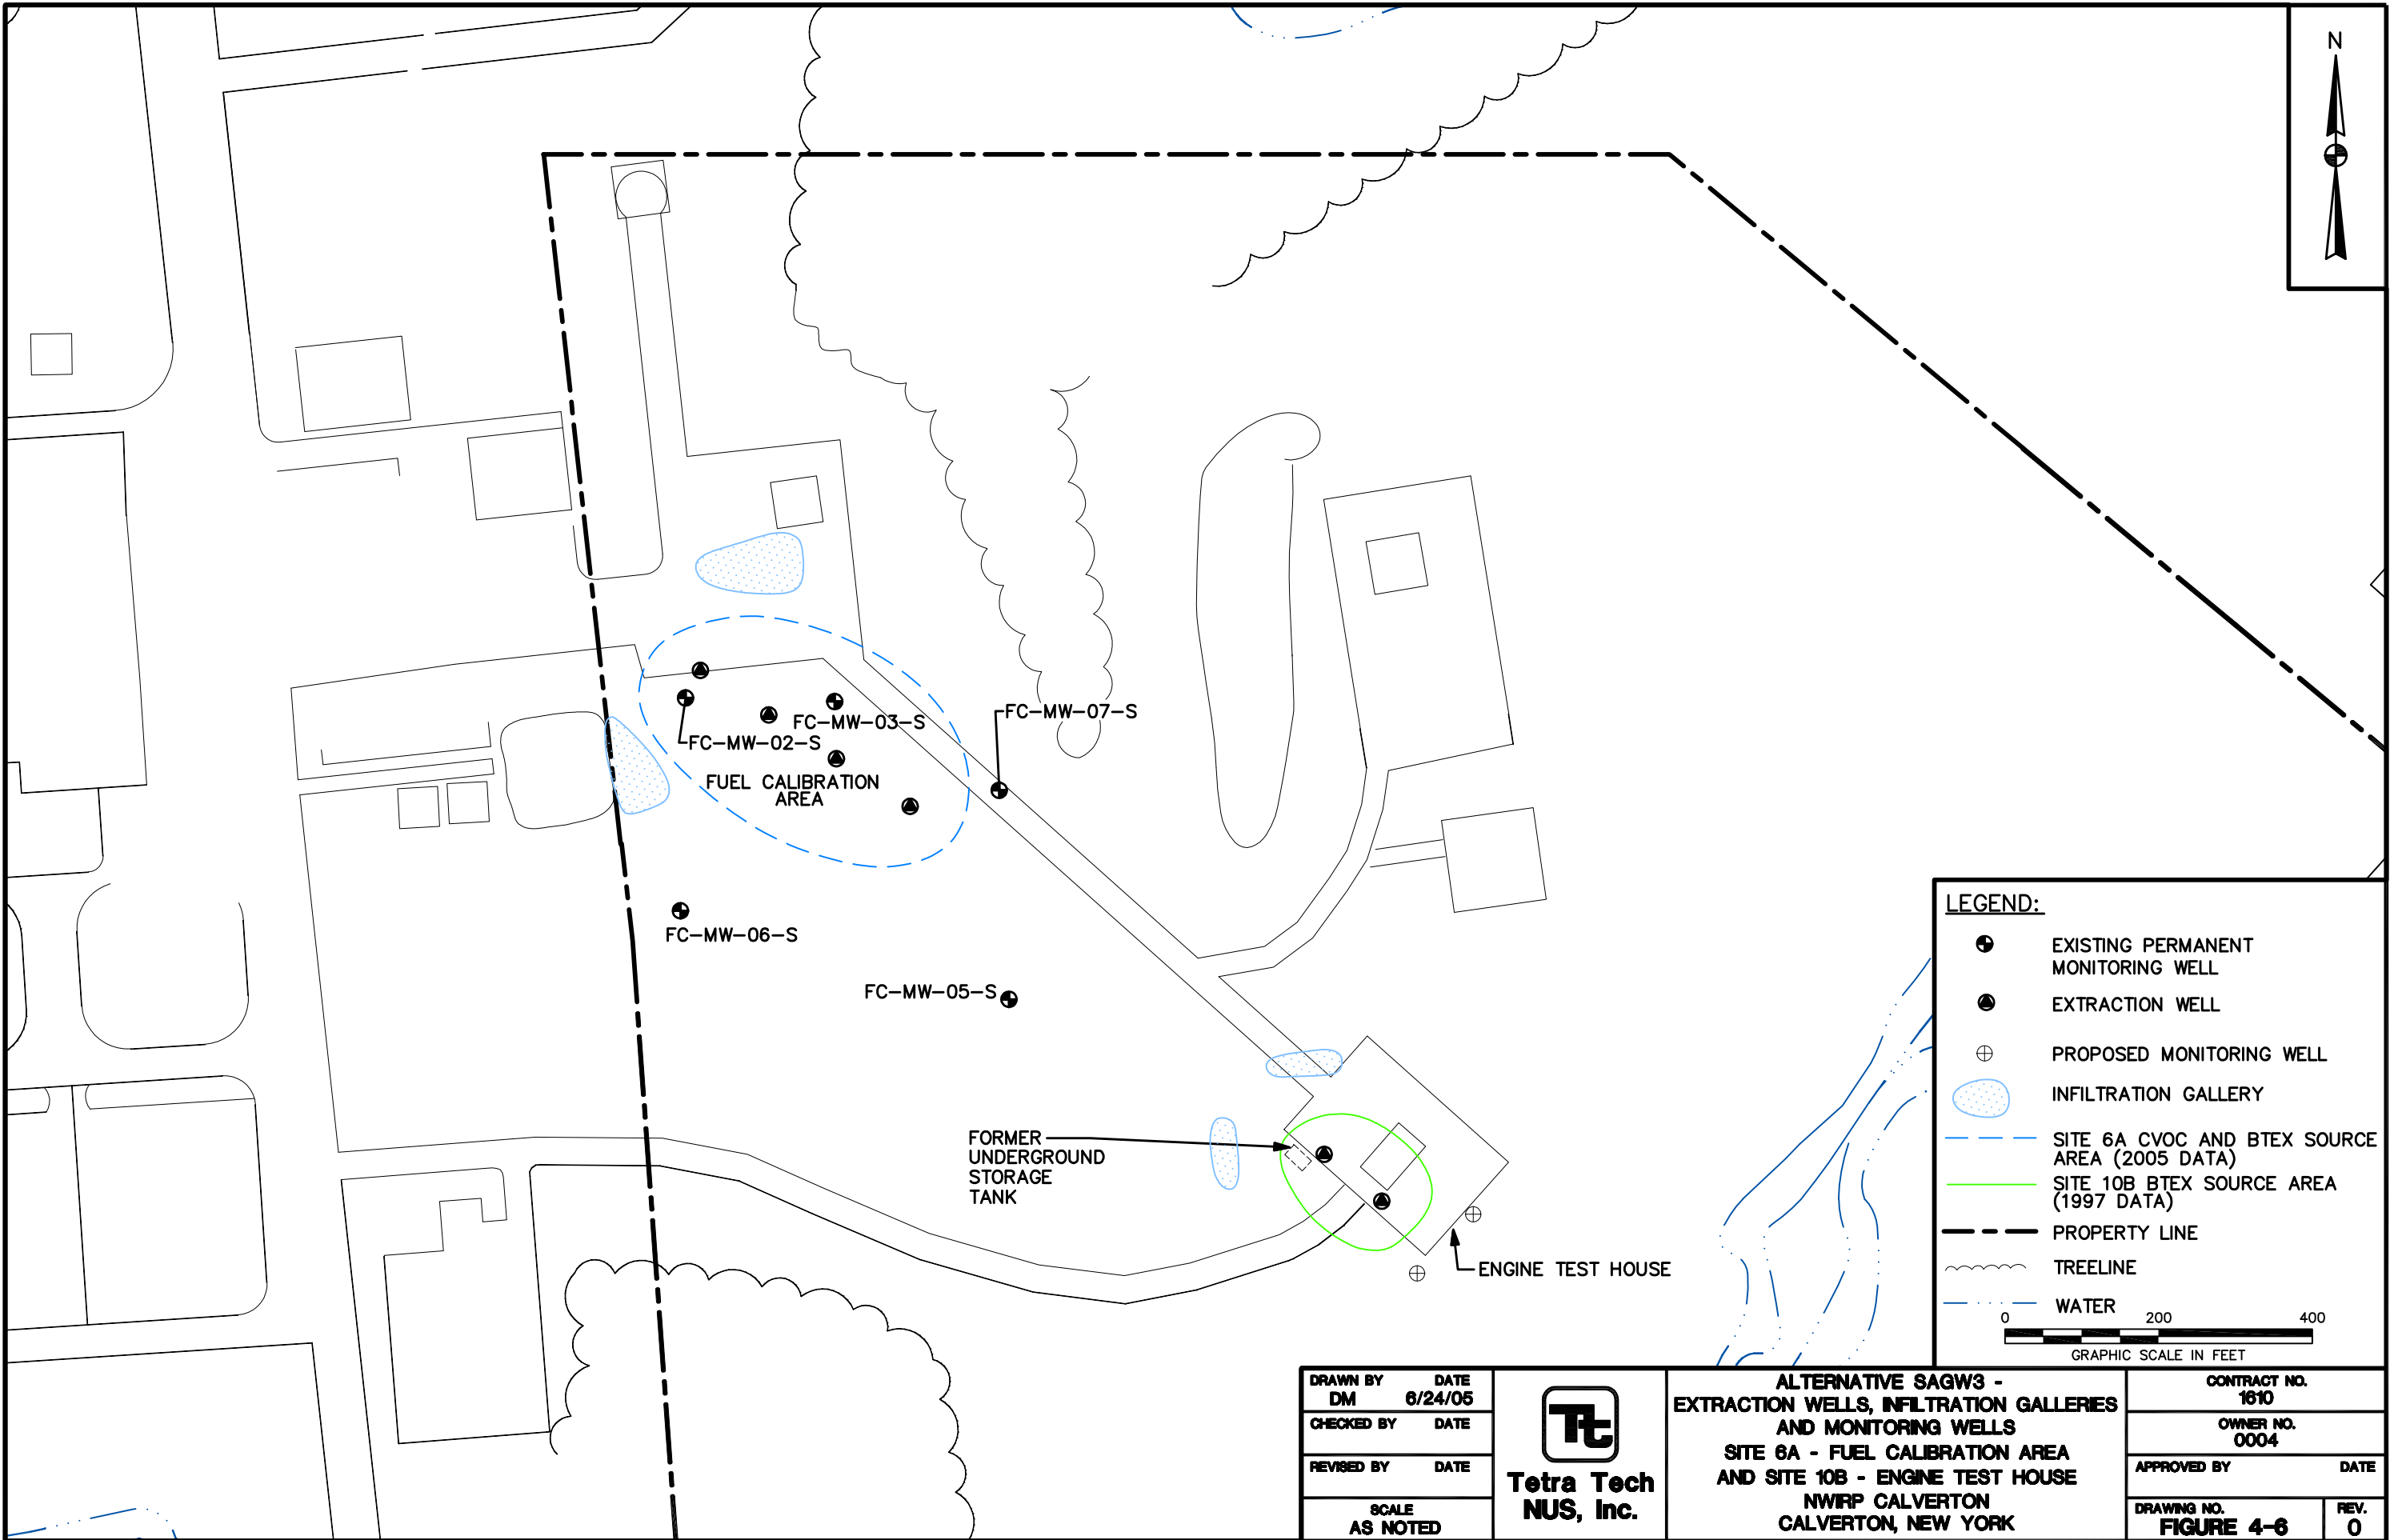 N
FC-MW-07-S
FC-MW-03-S
FC-MW-02-S
FUEL CALIBRATION
AREA
FC-MW-06-S
FC-MW-05-S
FORMER
UNDERGROUND
STORAGE
TANK
ENGINE TEST HOUSE
LEGEND:
EXISTING PERMANENT
MONITORING WELL
EXTRACTION WELL
PROPOSED MONITORING WELL
INFILTRATION GALLERY
SITE 6A CVOC AND BTEX SOURCE
AREA (2005 DATA)
SITE 10B BTEX SOURCE AREA
(1997 DATA)
PROPERTY LINE
TREELINE
WATER
0 200 400
GRAPHIC SCALE IN FEET
DRAWN BY DATE
DM 6/24/05
CHECKED BY DATE
REVISED BY DATE
SCALE
AS NOTED
Tt
Tetra Tech
NUS, Inc.
ALTERNATIVE SAGW3 -
EXTRACTION WELLS, INFILTRATION GALLERIES
AND MONITORING WELLS
SITE 6A - FUEL CALIBRATION AREA
AND SITE 10B - ENGINE TEST HOUSE
NWIRP CALVERTON
CALVERTON, NEW YORK
CONTRACT NO.
1610
OWNER NO.
0004
APPROVED BY DATE
DRAWING NO.
FIGURE 4-6
REV.
0